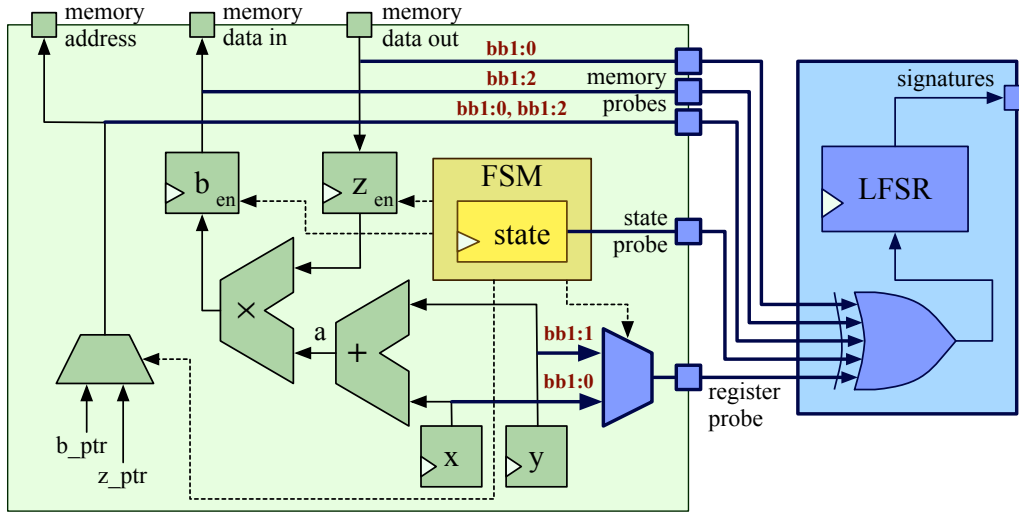 memory
address
memory
data in
memory
data out
bb1:0
bb1:2
memory
probes
bb1:0, bb1:2
signatures
b
en
z
en
FSM
state
state
probe
LFSR
×
a
+
bb1:1
bb1:0
register
probe
x
y
b_ptr
z_ptr